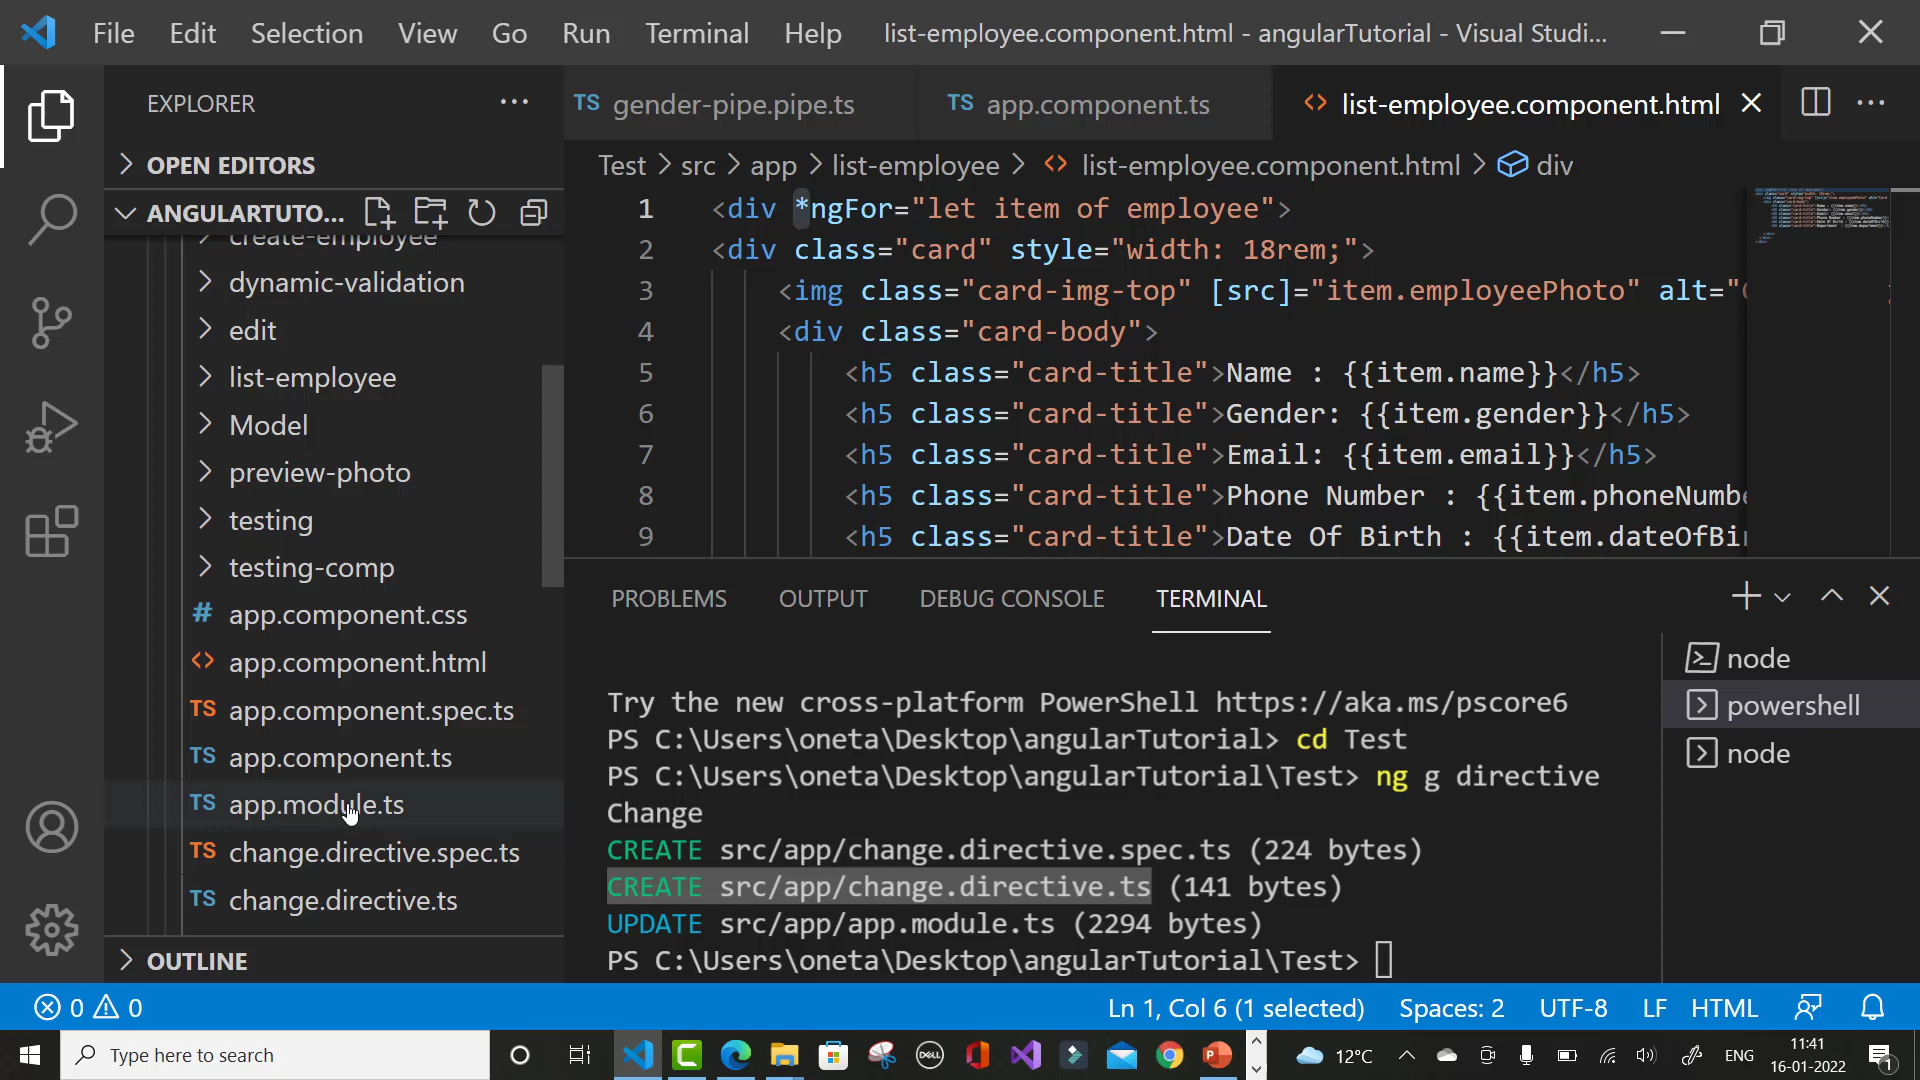 File Edit Selection View Go Run Terminal Help list-employee.component.html - angularTutorial - Visual Studi...
EXPLORER
OPEN EDITORS
ANGULARTUTO...
create-employee
dynamic-validation
edit
list-employee
Model
preview-photo
testing
testing-comp
# app.component.css
<> app.component.html
TS app.component.spec.ts
TS app.component.ts
TS app.module.ts
TS change.directive.spec.ts
TS change.directive.ts
OUTLINE
TS gender-pipe.pipe.ts TS app.component.ts <> list-employee.component.html
Test > src > app > list-employee > <> list-employee.component.html > div
1 <div *ngFor="let item of employee">
2 <div class="card" style="width: 18rem;">
3 <img class="card-img-top" [src]="item.employeePhoto" alt="
4 <div class="card-body">
5 <h5 class="card-title">Name : {{item.name}}</h5>
6 <h5 class="card-title">Gender: {{item.gender}}</h5>
7 <h5 class="card-title">Email: {{item.email}}</h5>
8 <h5 class="card-title">Phone Number : {{item.phoneNumbe
9 <h5 class="card-title">Date Of Birth : {{item.dateOfBi
PROBLEMS OUTPUT DEBUG CONSOLE TERMINAL
Try the new cross-platform PowerShell https://aka.ms/pscore6
PS C:\Users\oneta\Desktop\angularTutorial> cd Test
PS C:\Users\oneta\Desktop\angularTutorial\Test> ng g directive
Change
CREATE src/app/change.directive.spec.ts (224 bytes)
CREATE src/app/change.directive.ts (141 bytes)
UPDATE src/app/app.module.ts (2294 bytes)
PS C:\Users\oneta\Desktop\angularTutorial\Test>
node
powershell
node
0 0 Ln 1, Col 6 (1 selected) Spaces: 2 UTF-8 LF HTML
Type here to search
DELL
12°C
ENG
11:41
16-01-2022
1